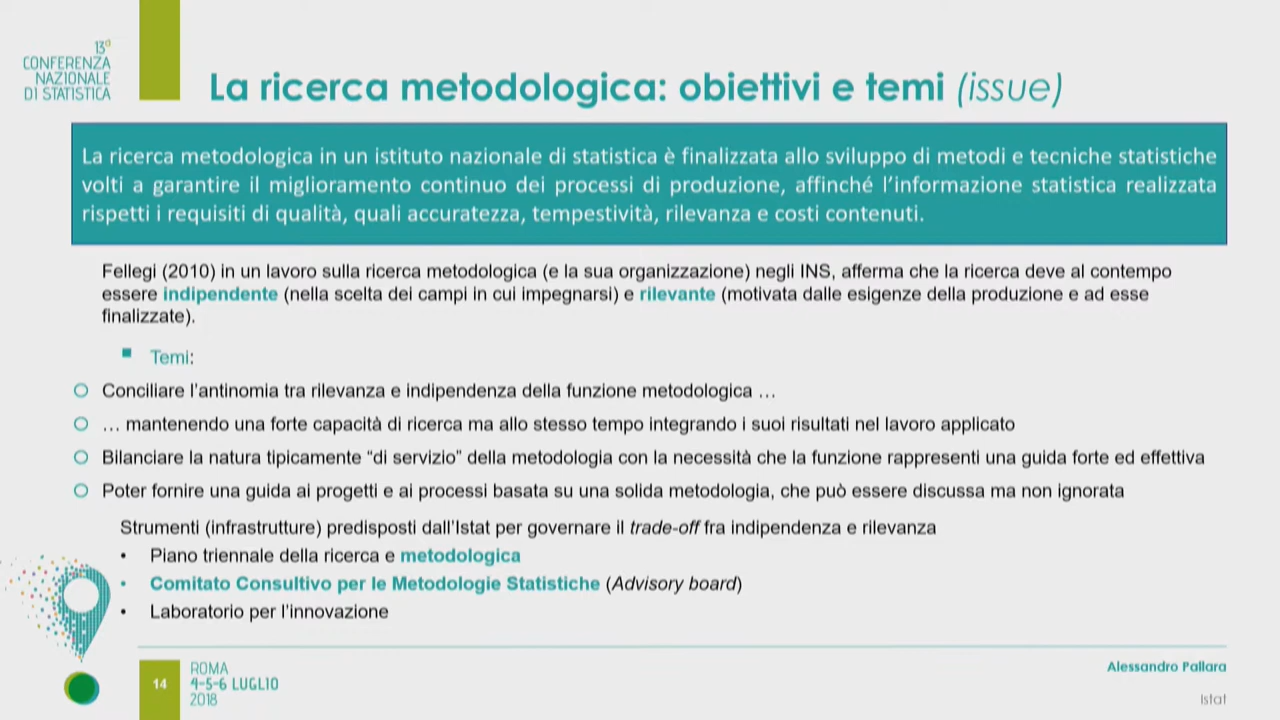 13a
CONFERENZA
NAZIONALE
DI STATISTICA
La ricerca metodologica: obiettivi e temi (issue)
La ricerca metodologica in un istituto nazionale di statistica è finalizzata allo sviluppo di metodi e tecniche statistiche
volti a garantire il miglioramento continuo dei processi di produzione, affinché l'informazione statistica realizzata
rispetti i requisiti di qualità, quali accuratezza, tempestività, rilevanza e costi contenuti.
Fellegi (2010) in un lavoro sulla ricerca metodologica (e la sua organizzazione) negli INS, afferma che la ricerca deve al contempo
essere indipendente (nella scelta dei campi in cui impegnarsi) e rilevante (motivata dalle esigenze della produzione e ad esse
finalizzate).
▪ Temi:
○ Conciliare l'antinomia tra rilevanza e indipendenza della funzione metodologica …
○ … mantenendo una forte capacità di ricerca ma allo stesso tempo integrando i suoi risultati nel lavoro applicato
○ Bilanciare la natura tipicamente “di servizio” della metodologia con la necessità che la funzione rappresenti una guida forte ed effettiva
○ Poter fornire una guida ai progetti e ai processi basata su una solida metodologia, che può essere discussa ma non ignorata
Strumenti (infrastrutture) predisposti dall'Istat per governare il trade-off fra indipendenza e rilevanza
• Piano triennale della ricerca e metodologica
• Comitato Consultivo per le Metodologie Statistiche (Advisory board)
• Laboratorio per l'innovazione
14
ROMA
4-5-6 LUGLIO
2018
Alessandro Pallara
Istat